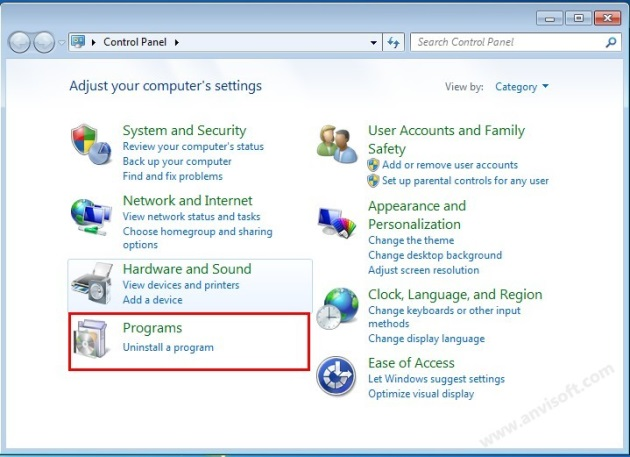 Control Panel
Search Control Panel
Adjust your computer's settings
View by: Category
System and Security
Review your computer's status
Back up your computer
Find and fix problems
Network and Internet
View network status and tasks
Choose homegroup and sharing
options
Hardware and Sound
View devices and printers
Add a device
Programs
Uninstall a program
User Accounts and Family
Safety
Add or remove user accounts
Set up parental controls for any user
Appearance and
Personalization
Change the theme
Change desktop background
Adjust screen resolution
Clock, Language, and Region
Change keyboards or other input
methods
Change display language
Ease of Access
Let Windows suggest settings
Optimize visual display
www.anvisoft.com